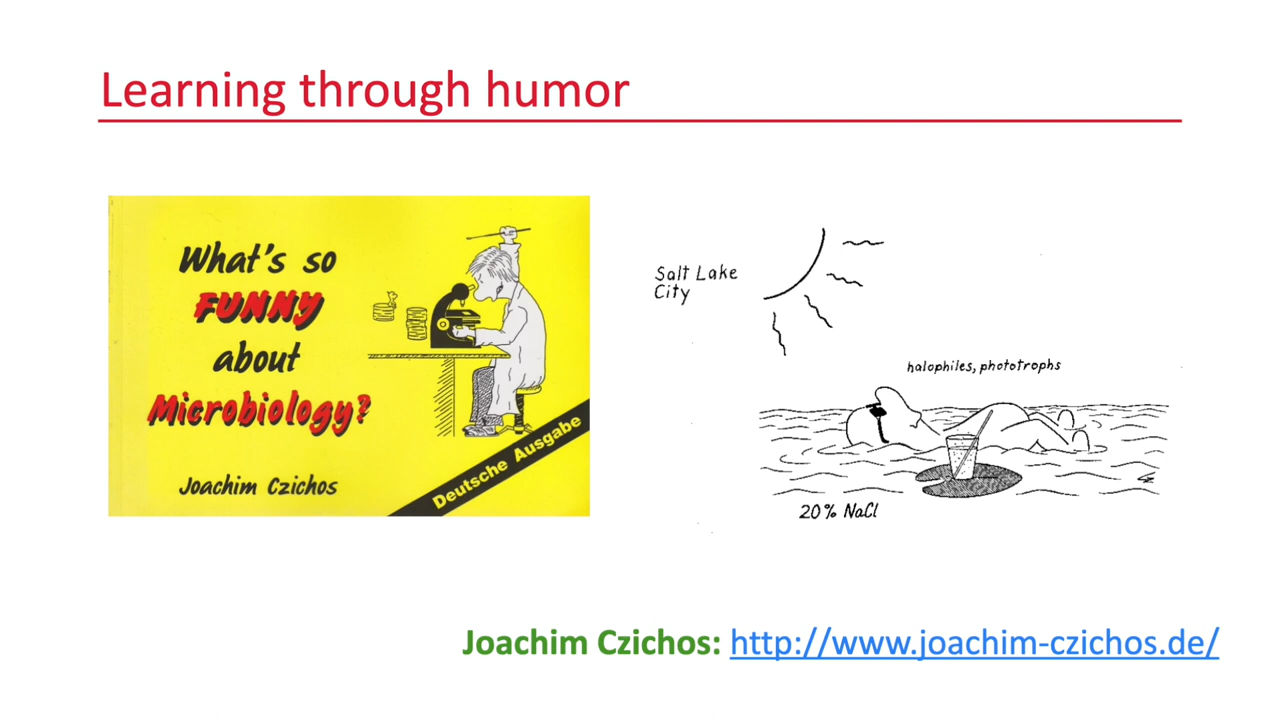 Learning through humor
What's so
FUNNY
about
Microbiology?
Joachim Czichos
Deutsche Ausgabe
Salt Lake
City
halophiles, phototrophs
20% NaCl
Joachim Czichos: http://www.joachim-czichos.de/